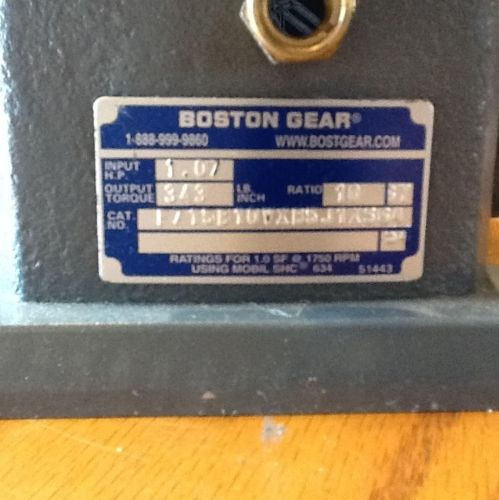 BOSTON GEAR®
1-888-999-9860 WWW.BOSTGEAR.COM
INPUT H.P. 1.07
OUTPUT TORQUE LB. INCH RATIO 10
CAT. NO.
RATINGS FOR 1.0 SF @ 1750 RPM
USING MOBIL SHC® 634 51443